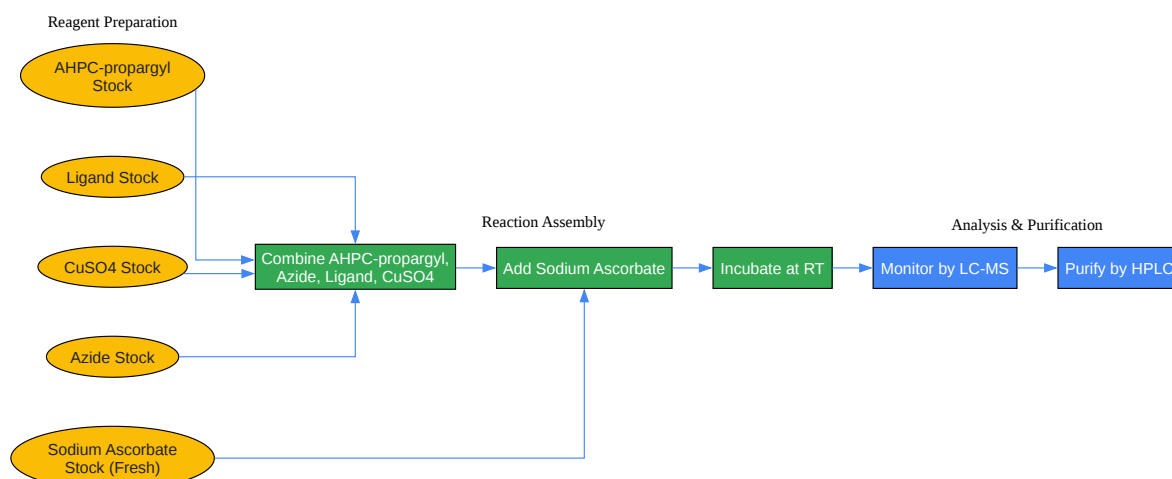 Reagent Preparation
AHPC-propargyl
Stock
Ligand Stock
CuSO4 Stock
Azide Stock
Sodium Ascorbate
Stock (Fresh)
Reaction Assembly
Combine AHPC-propargyl,
Azide, Ligand, CuSO4
Add Sodium Ascorbate
Incubate at RT
Analysis & Purification
Monitor by LC-MS
Purify by HPLC